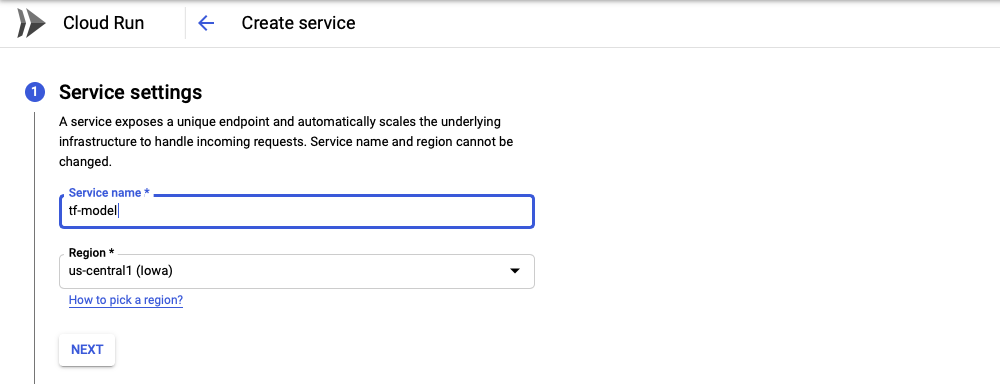 Cloud Run
Create service
1
Service settings
A service exposes a unique endpoint and automatically scales the underlying
infrastructure to handle incoming requests. Service name and region cannot be
changed.
Service name *
tf-model
Region *
us-central1 (Iowa)
How to pick a region?
NEXT